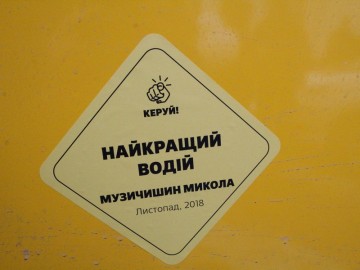 КЕРУЙ!
НАЙКРАЩИЙ
ВОДІЙ
МУЗИЧИШИН МИКОЛА
Листопад, 2018